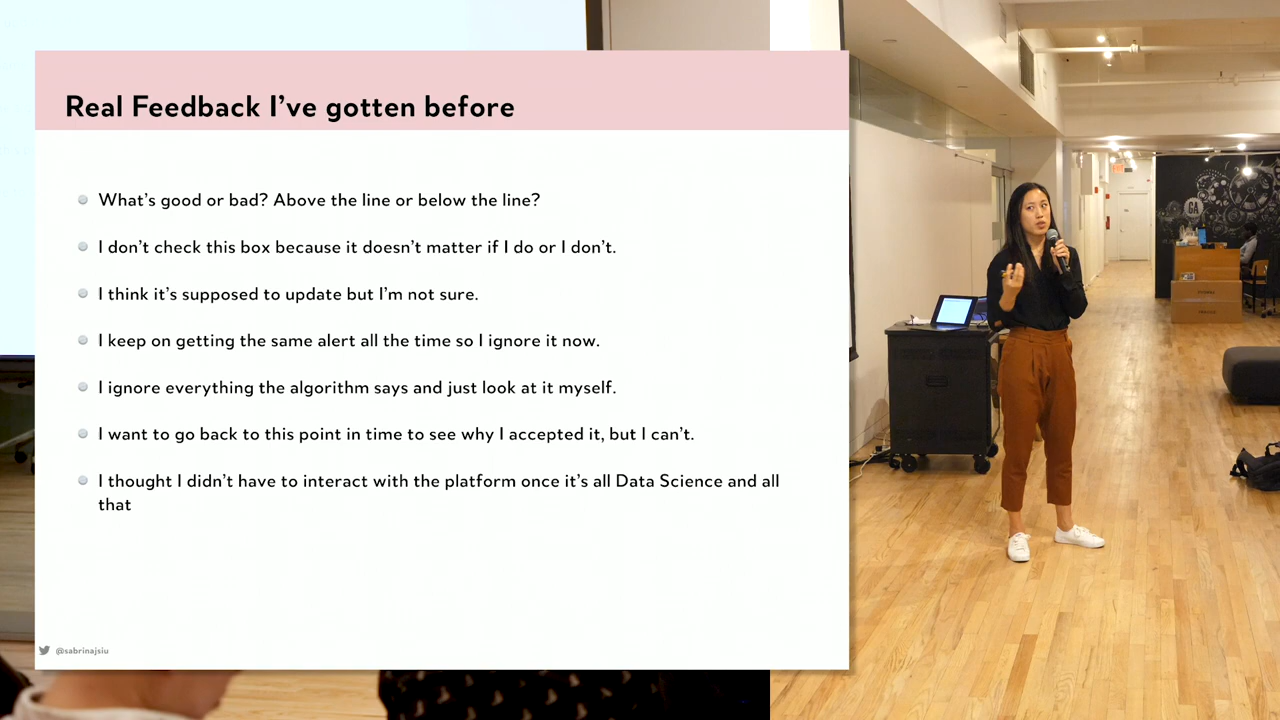 Real Feedback I've gotten before
What's good or bad? Above the line or below the line?
I don't check this box because it doesn't matter if I do or I don't.
I think it's supposed to update but I'm not sure.
I keep on getting the same alert all the time so I ignore it now.
I ignore everything the algorithm says and just look at it myself.
I want to go back to this point in time to see why I accepted it, but I can't.
I thought I didn't have to interact with the platform once it's all Data Science and all
that
@sabrinajsiu
GA